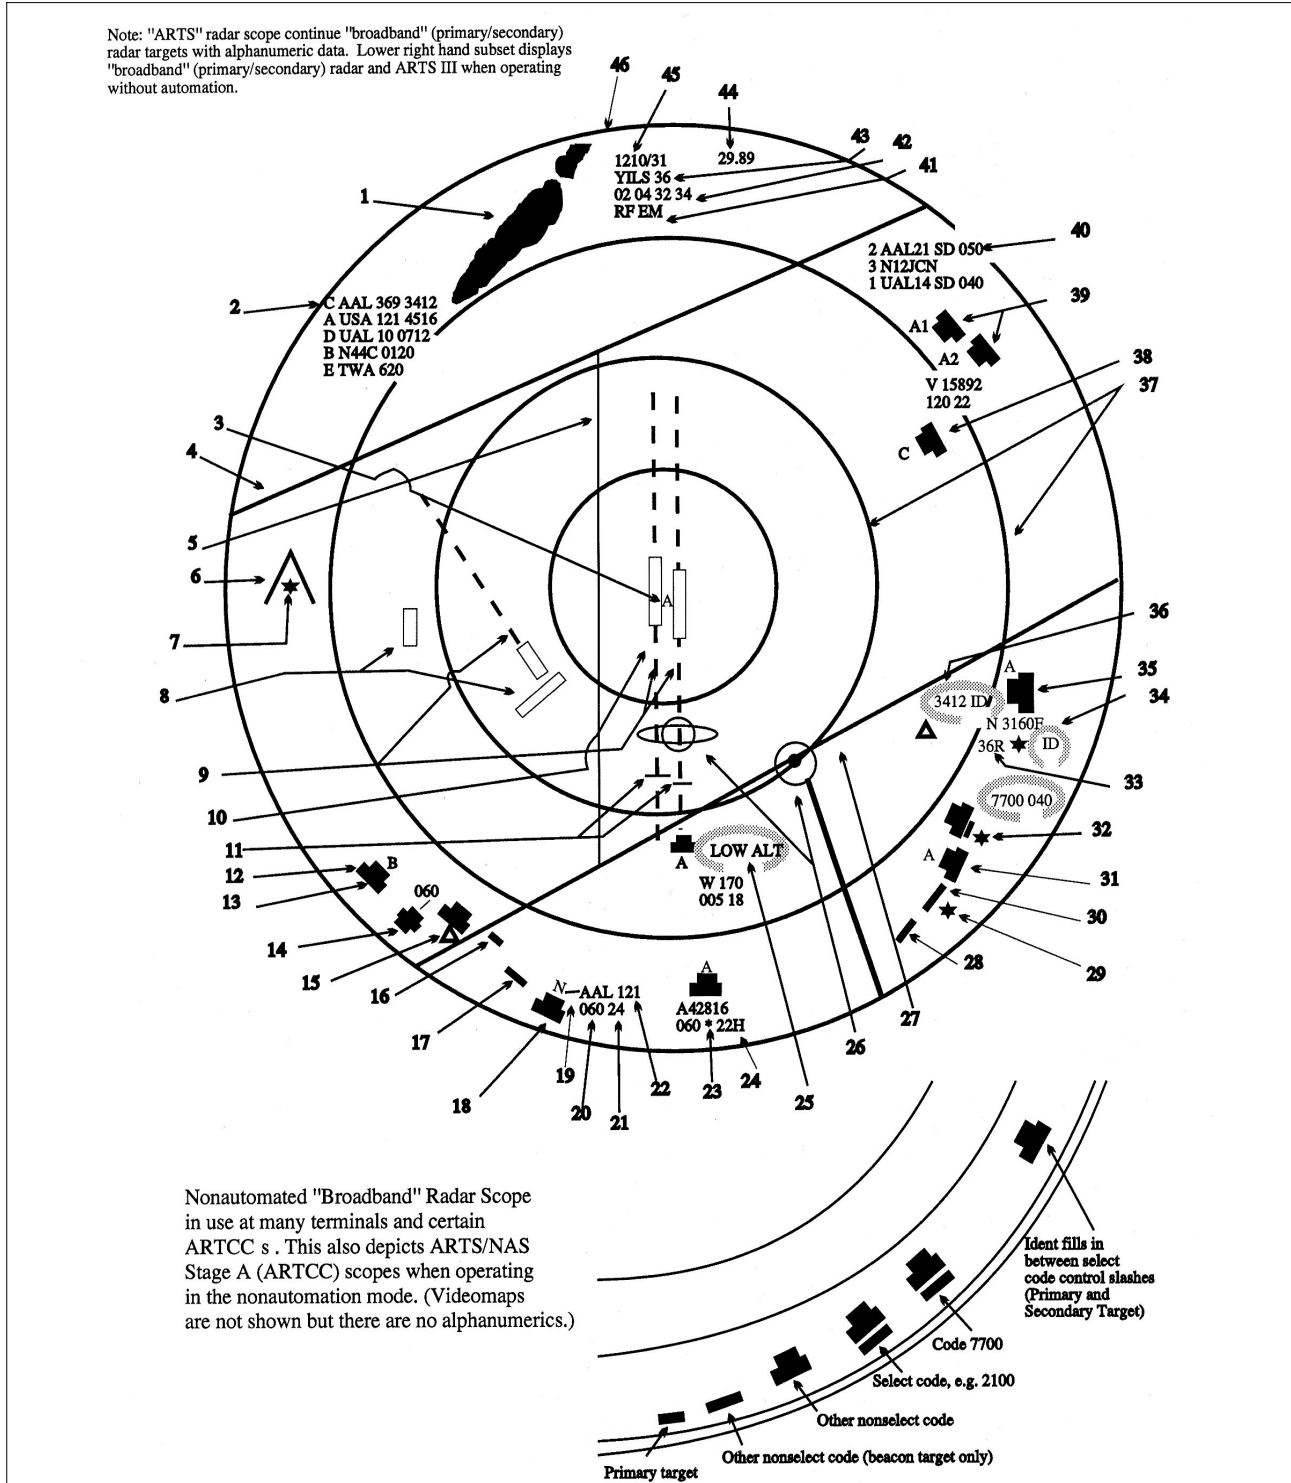 Note: "ARTS" radar scope continue "broadband" (primary/secondary)
radar targets with alphanumeric data. Lower right hand subset displays
"broadband" (primary/secondary) radar and ARTS III when operating
without automation.
46
45
44
43
42
41
1210/31
29.89
YILS 36
02 04 32 34
RF EM
1
40
2 AAL21 SD 050
3 N12JCN
1 UAL14 SD 040
2
C AAL 369 3412
A USA 121 4516
D UAL 10 0712
B N44C 0120
E TWA 620
39
A1
A2
38
37
V 15892
120 22
C
3
4
5
6
7
A
8
36
A
35
3412 ID
34
N 3160F
36R
ID
33
7700 040
32
9
10
11
LOW ALT
A
W 170
005 18
A
31
30
12
B
13
060
14
15
16
17
28
29
N
AAL 121
060 24
A
A42816
060 * 22H
27
26
18
19
20
21
22
23
24
25
Nonautomated "Broadband" Radar Scope
in use at many terminals and certain
ARTCC s . This also depicts ARTS/NAS
Stage A (ARTCC) scopes when operating
in the nonautomation mode. (Videomaps
are not shown but there are no alphanumerics.)
Ident fills in
between select
code control slashes
(Primary and
Secondary Target)
Code 7700
Select code, e.g. 2100
Other nonselect code
Other nonselect code (beacon target only)
Primary target